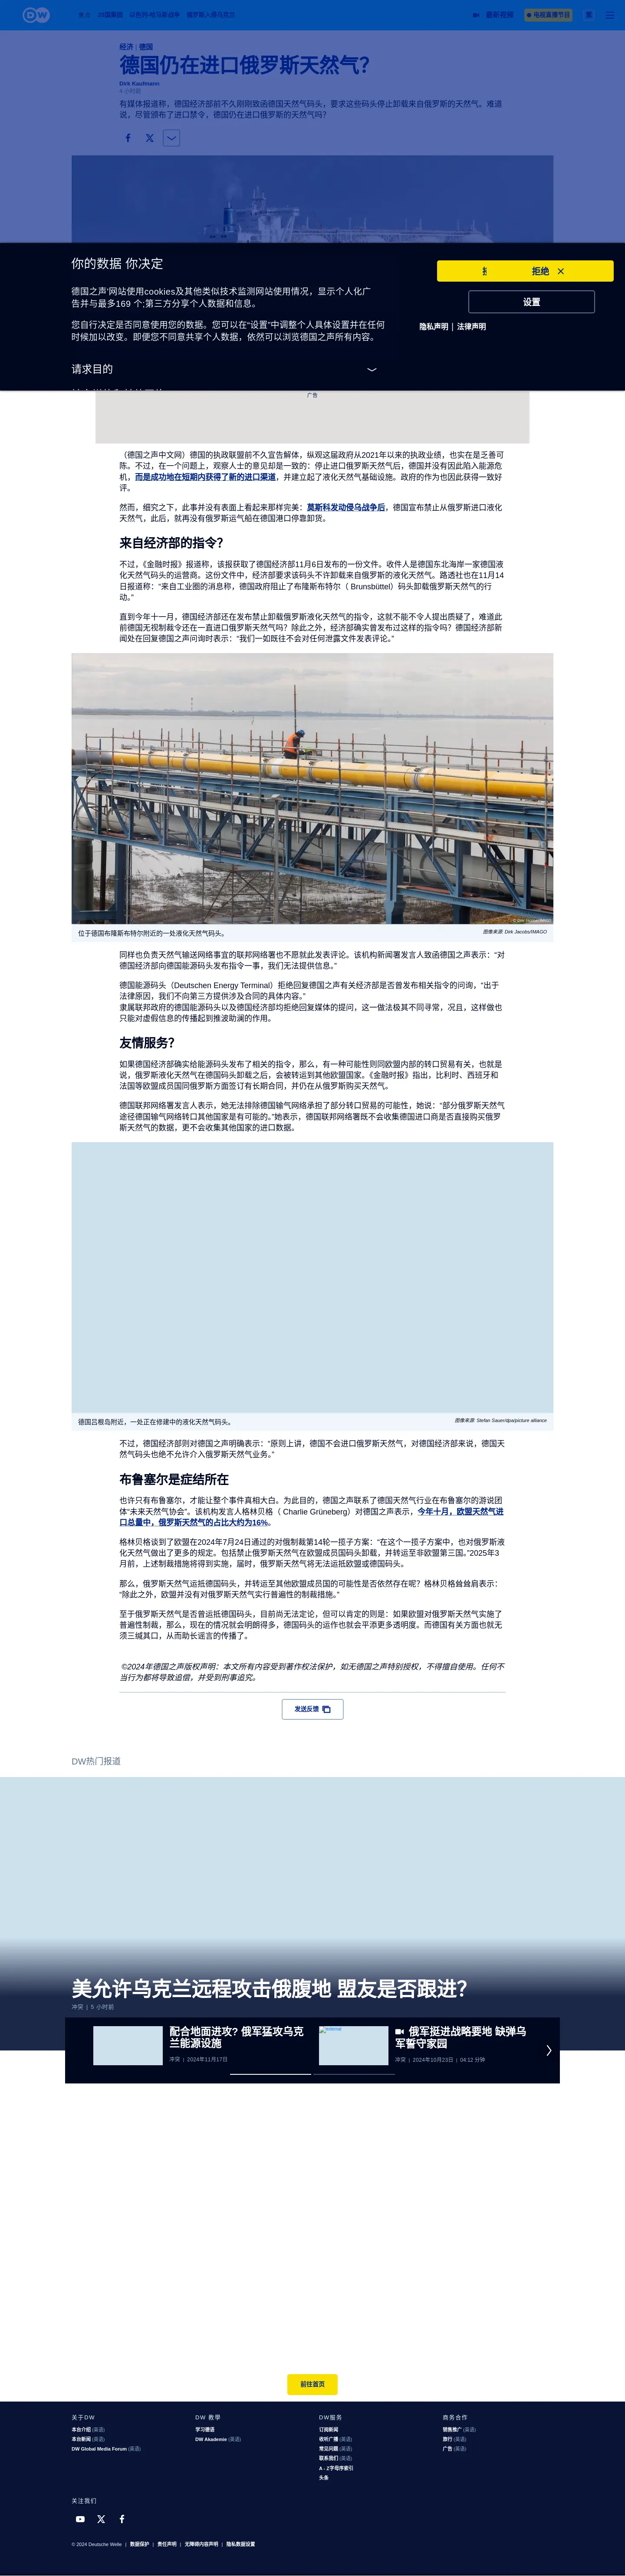 焦点
20国集团
以色列-哈马斯战争
俄罗斯入侵乌克兰
最新视频
电视直播节目
经济 | 德国
德国仍在进口俄罗斯天然气？
Dirk Kaufmann
4 小时前
有媒体报道称，德国经济部前不久刚刚致函德国天然气码头，要求这些码头停止卸载来自俄罗斯的天然气。难道
说，尽管颁布了进口禁令，德国仍在进口俄罗斯的天然气吗？
你的数据 你决定
德国之声'网站使用cookies及其他类似技术监测网站使用情况，显示个人化广
告并与最多169 个;第三方分享个人数据和信息。
您自行决定是否同意使用您的数据。您可以在“设置”中调整个人具体设置并在任何
时候加以改变。即便您不同意共享个人数据，依然可以浏览德国之声所有内容。
请求目的
拒绝
设置
隐私声明 | 法律声明
广告
（德国之声中文网）德国的执政联盟前不久宣告解体，纵观这届政府从2021年以来的执政业绩，也实在是乏善可
陈。不过，在一个问题上，观察人士的意见却是一致的：停止进口俄罗斯天然气后，德国并没有因此陷入能源危
机，而是成功地在短期内获得了新的进口渠道，并建立起了液化天然气基础设施。政府的作为也因此获得一致好
评。
然而，细究之下，此事并没有表面上看起来那样完美：莫斯科发动侵乌战争后，德国宣布禁止从俄罗斯进口液化
天然气，此后，就再没有俄罗斯运气船在德国港口停靠卸货。
来自经济部的指令？
不过，《金融时报》报道称，该报获取了德国经济部11月6日发布的一份文件。收件人是德国东北海岸一家德国液
化天然气码头的运营商。这份文件中，经济部要求该码头不许卸载来自俄罗斯的液化天然气。路透社也在11月14
日报道称：“来自工业圈的消息称，德国政府阻止了布隆斯布特尔（ Brunsbüttel）码头卸载俄罗斯天然气的行
动。”
直到今年十一月，德国经济部还在发布禁止卸载俄罗斯液化天然气的指令，这就不能不令人提出质疑了，难道此
前德国无视制裁令还在一直进口俄罗斯天然气吗？除此之外，经济部确实曾发布过这样的指令吗？德国经济部新
闻处在回复德国之声问询时表示：“我们一如既往不会对任何泄露文件发表评论。”
位于德国布隆斯布特尔附近的一处液化天然气码头。
图像来源: Dirk Jacobs/IMAGO
同样也负责天然气输送网络事宜的联邦网络署也不愿就此发表评论。该机构新闻署发言人致函德国之声表示：“对
德国经济部向德国能源码头发布指令一事，我们无法提供信息。”
德国能源码头（Deutschen Energy Terminal）拒绝回复德国之声有关经济部是否曾发布相关指令的问询，“出于
法律原因，我们不向第三方提供涉及合同的具体内容。”
隶属联邦政府的德国能源码头以及德国经济部均拒绝回复媒体的提问，这一做法极其不同寻常，况且，这样做也
只能对虚假信息的传播起到推波助澜的作用。
友情服务？
如果德国经济部确实给能源码头发布了相关的指令，那么，有一种可能性则同欧盟内部的转口贸易有关，也就是
说，俄罗斯液化天然气在德国码头卸载之后，会被转运到其他欧盟国家。《金融时报》指出，比利时、西班牙和
法国等欧盟成员国同俄罗斯方面签订有长期合同，并仍在从俄罗斯购买天然气。
德国联邦网络署发言人表示，她无法排除德国输气网络承担了部分转口贸易的可能性，她说：“部分俄罗斯天然气
途径德国输气网络转口其他国家是有可能的。”她表示，德国联邦网络署既不会收集德国进口商是否直接购买俄罗
斯天然气的数据，更不会收集其他国家的进口数据。
德国吕根岛附近，一处正在修建中的液化天然气码头。
图像来源: Stefan Sauer/dpa/picture alliance
不过，德国经济部则对德国之声明确表示：“原则上讲，德国不会进口俄罗斯天然气，对德国经济部来说，德国天
然气码头也绝不允许介入俄罗斯天然气业务。”
布鲁塞尔是症结所在
也许只有布鲁塞尔，才能让整个事件真相大白。为此目的，德国之声联系了德国天然气行业在布鲁塞尔的游说团
体“未来天然气协会”。该机构发言人格林贝格（ Charlie Grüneberg）对德国之声表示，今年十月，欧盟天然气进
口总量中，俄罗斯天然气的占比大约为16%。
格林贝格谈到了欧盟在2024年7月24日通过的对俄制裁第14轮一揽子方案：“在这个一揽子方案中，也对俄罗斯液
化天然气做出了更多的规定。包括禁止俄罗斯天然气在欧盟成员国码头卸载，并转运至非欧盟第三国。”2025年3
月前，上述制裁措施将得到实施，届时，俄罗斯天然气将无法运抵欧盟或德国码头。
那么，俄罗斯天然气运抵德国码头，并转运至其他欧盟成员国的可能性是否依然存在呢？格林贝格耸耸肩表示：
“除此之外，欧盟并没有对俄罗斯天然气实行普遍性的制裁措施。”
至于俄罗斯天然气是否曾运抵德国码头，目前尚无法定论，但可以肯定的则是：如果欧盟对俄罗斯天然气实施了
普遍性制裁，那么，现在的情况就会明朗得多，德国码头的运作也就会平添更多透明度。而德国有关方面也就无
须三缄其口，从而助长谣言的传播了。
©2024年德国之声版权声明：本文所有内容受到著作权法保护，如无德国之声特别授权，不得擅自使用。任何不
当行为都将导致追偿，并受到刑事追究。
发送反馈
DW热门报道
美允许乌克兰远程攻击俄腹地 盟友是否跟进？
冲突 | 5 小时前
配合地面进攻？俄军猛攻乌克
兰能源设施
冲突 | 2024年11月17日
俄军挺进战略要地 缺弹乌
军誓守家园
冲突 | 2024年10月23日 | 04:12 分钟
前往首页
关于DW
本台介绍 (英语)
本台新闻 (英语)
DW Global Media Forum (英语)
DW 教學
学习德语
DW Akademie (英语)
DW服务
订阅新闻
收听广播 (英语)
常见问题 (英语)
联系我们 (英语)
A - Z字母序索引
头条
商务合作
销售推广 (英语)
旅行 (英语)
广告 (英语)
关注我们
© 2024 Deutsche Welle | 数据保护 | 责任声明 | 无障碍内容声明 | 隐私数据设置